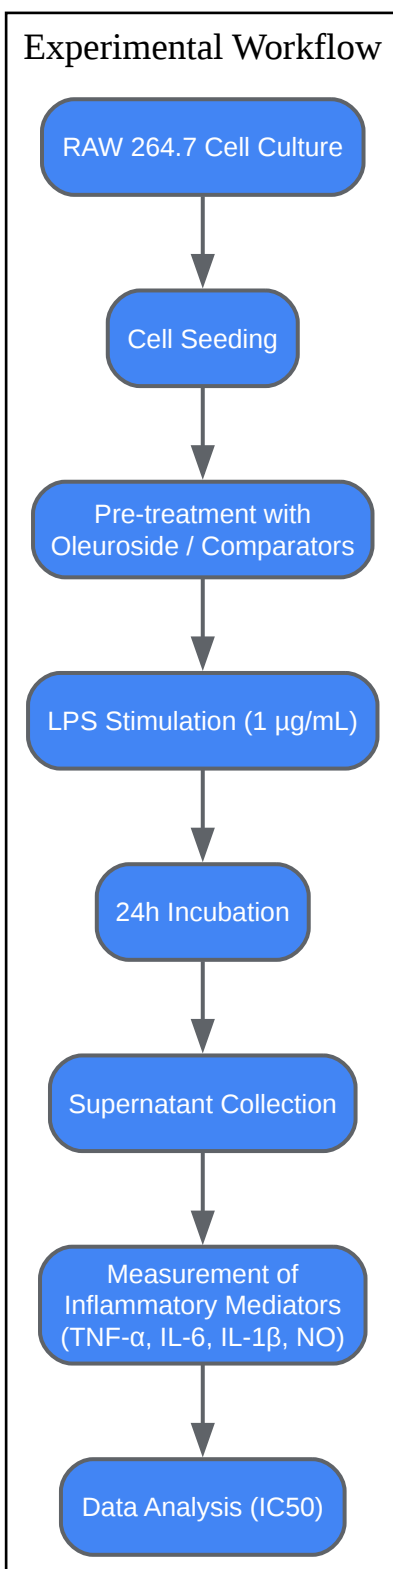 Experimental Workflow
RAW 264.7 Cell Culture
Cell Seeding
Pre-treatment with
Oleuroside / Comparators
LPS Stimulation (1 µg/mL)
24h Incubation
Supernatant Collection
Measurement of
Inflammatory Mediators
(TNF-α, IL-6, IL-1β, NO)
Data Analysis (IC50)